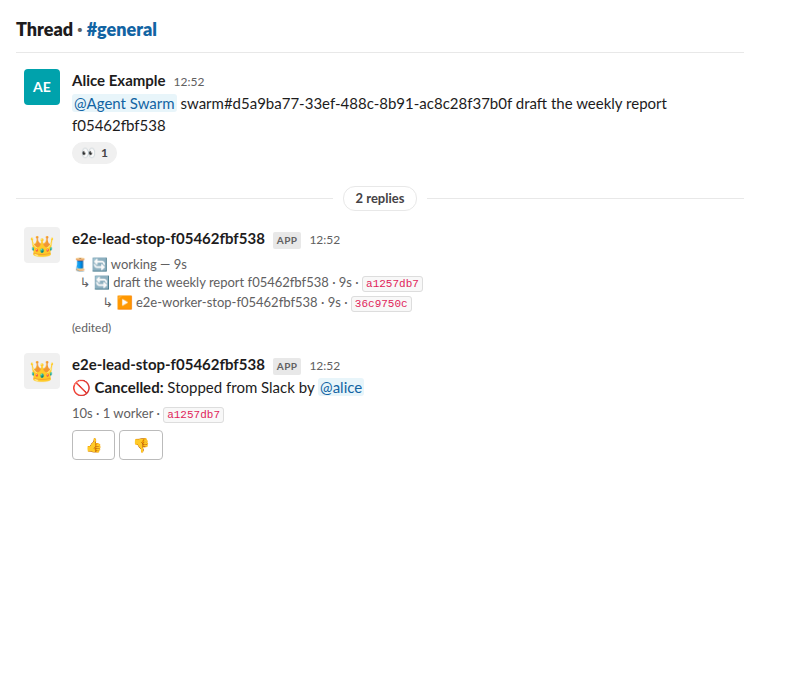 Thread • #general
AE
Alice Example 12:52
@Agent Swarm swarm#d5a9ba77-33ef-488c-8b91-ac8c28f37b0f draft the weekly report
f05462fbf538
👀 1
2 replies
e2e-lead-stop-f05462fbf538 APP 12:52
🧵 🔄 working — 9s
↳ 🔄 draft the weekly report f05462fbf538 · 9s · a1257db7
↳ ▶️ e2e-worker-stop-f05462fbf538 · 9s · 36c9750c
(edited)
e2e-lead-stop-f05462fbf538 APP 12:52
🚫 Cancelled: Stopped from Slack by @alice
10s · 1 worker · a1257db7
👍 👎